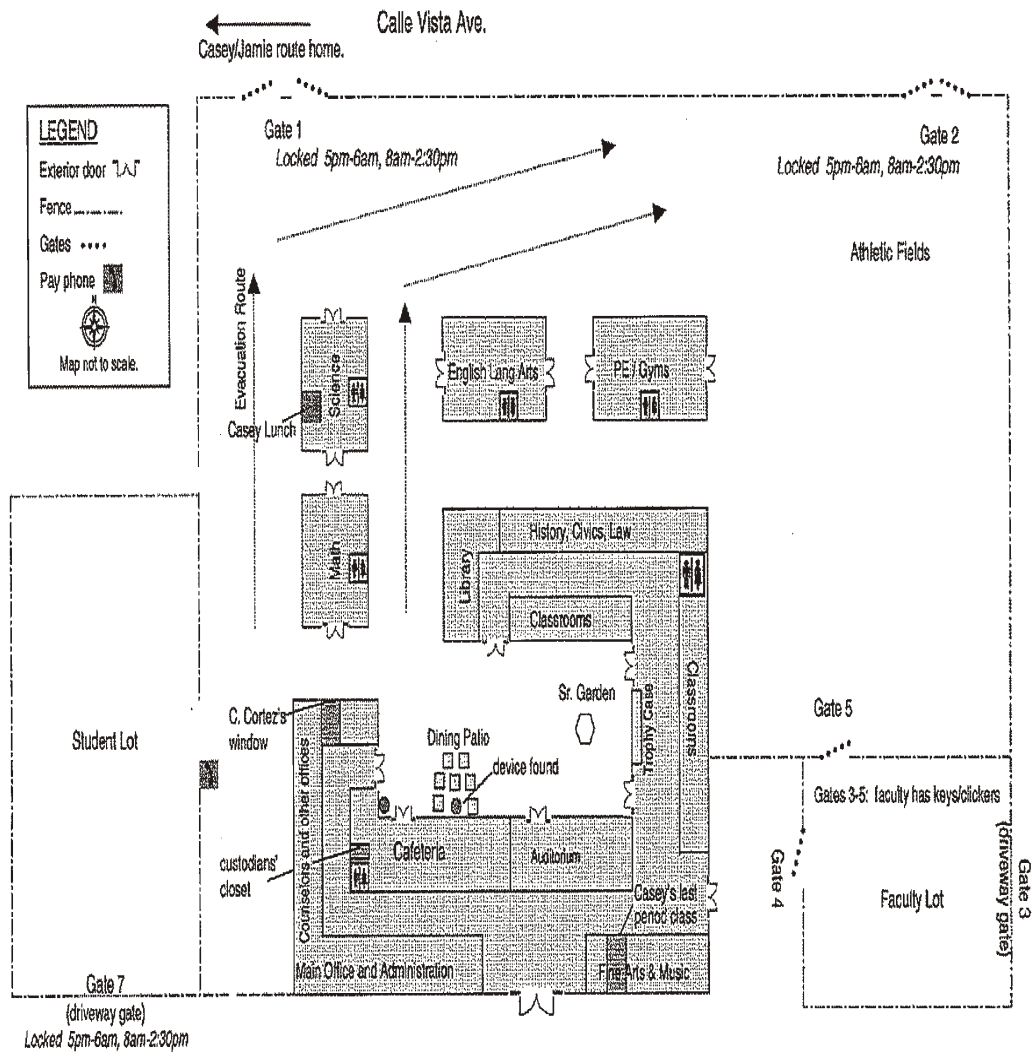 Calle Vista Ave.
Casey/Jamie route home.
LEGEND
Exterior door
Fence
Gates
Pay phone
N
Map not to scale.
Gate 1
Locked 5pm-6am, 8am-2:30pm
Gate 2
Locked 5pm-6am, 8am-2:30pm
Athletic Fields
Evacuation Route
Science
Casey Lunch
English Lang Arts
PE / Gyms
Math
Library
History, Civics, Law
Classrooms
Classrooms
Trophy Case
Sr. Garden
C. Cortez's
window
Student Lot
Dining Patio
device found
Gate 5
Gates 3-5: faculty has keys/clickers
Gate 4
Gate 3
(driveway gate)
Faculty Lot
Counselors and other offices
custodians'
closet
Cafeteria
Auditorium
Casey's last
period class
Main Office and Administration
Fine Arts & Music
Gate 7
(driveway gate)
Locked 5pm-6am, 8am-2:30pm